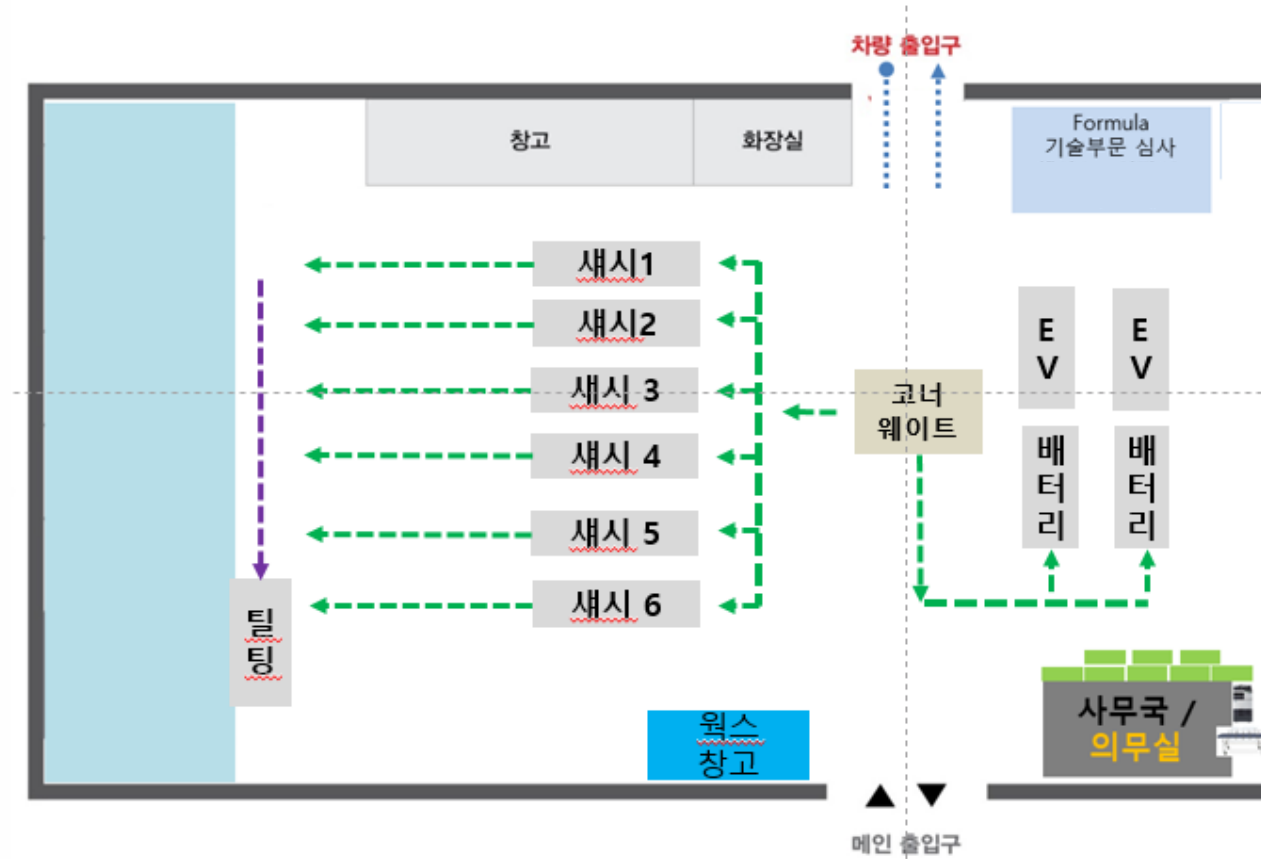 차량 출입구
창고
화장실
Formula
기술부문 심사
섀시1
섀시2
섀시 3
섀시 4
섀시 5
섀시 6
코너
웨이트
E
V
E
V
배
터
리
배
터
리
틸
팅
웍스
창고
사무국 /
의무실
메인 출입구